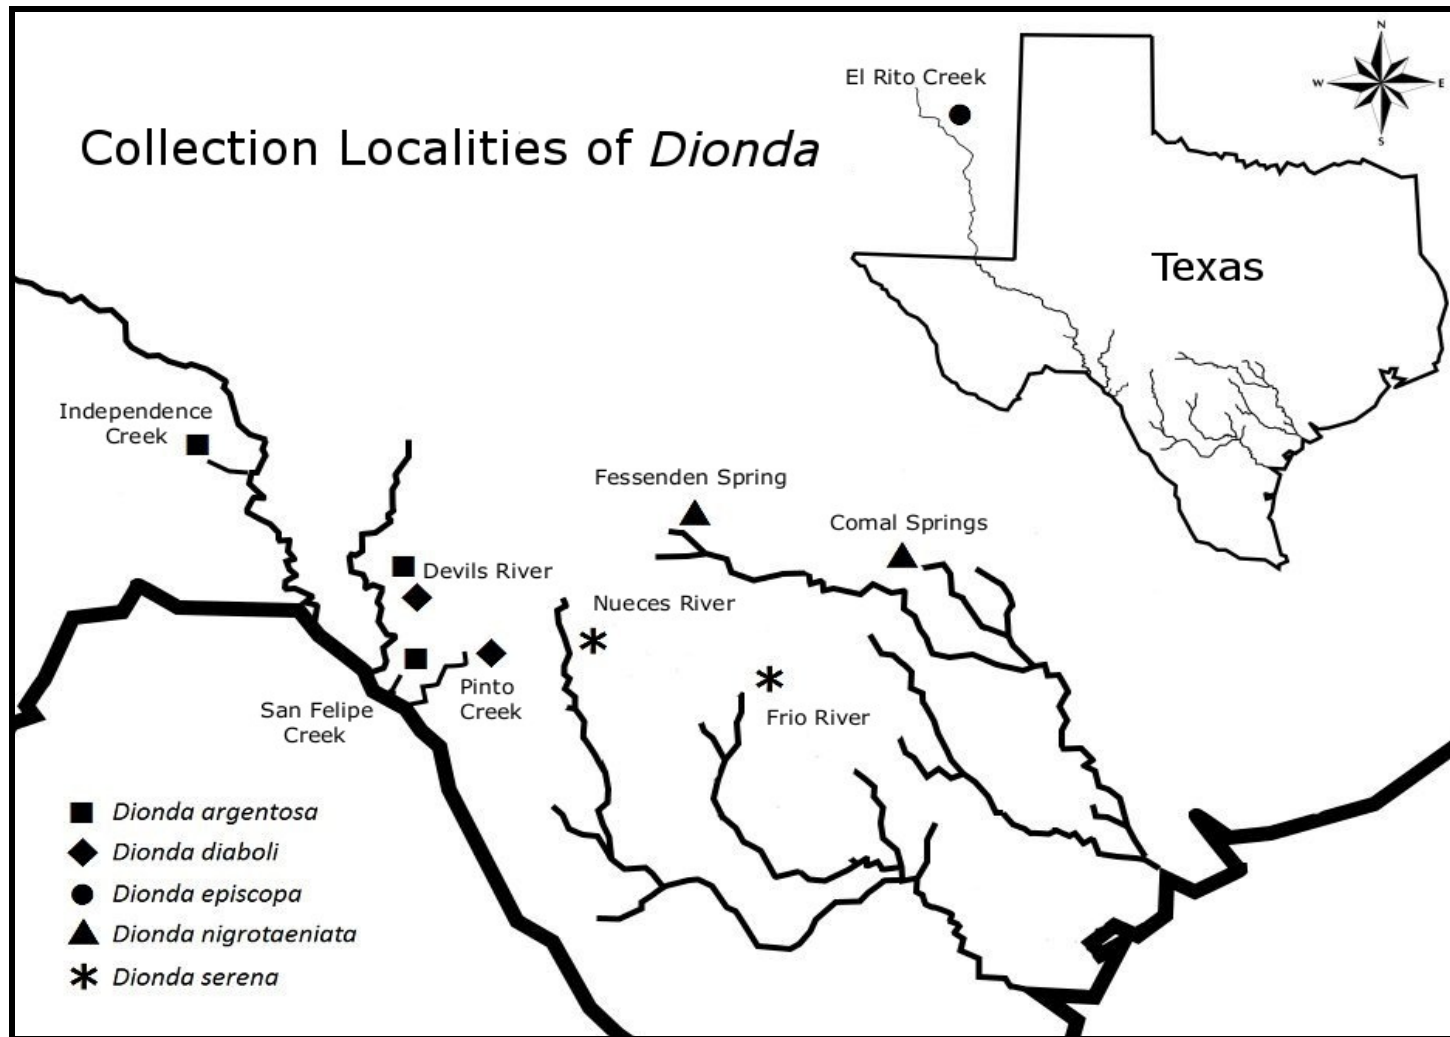 Collection Localities of Dionda
El Rito Creek
N
W
E
S
Texas
Independence
Creek
Fessenden Spring
Comal Springs
Devils River
Nueces River
Pinto
Creek
San Felipe
Creek
Frio River
Dionda argentosa
Dionda diaboli
Dionda episcopa
Dionda nigrotaeniata
Dionda serena